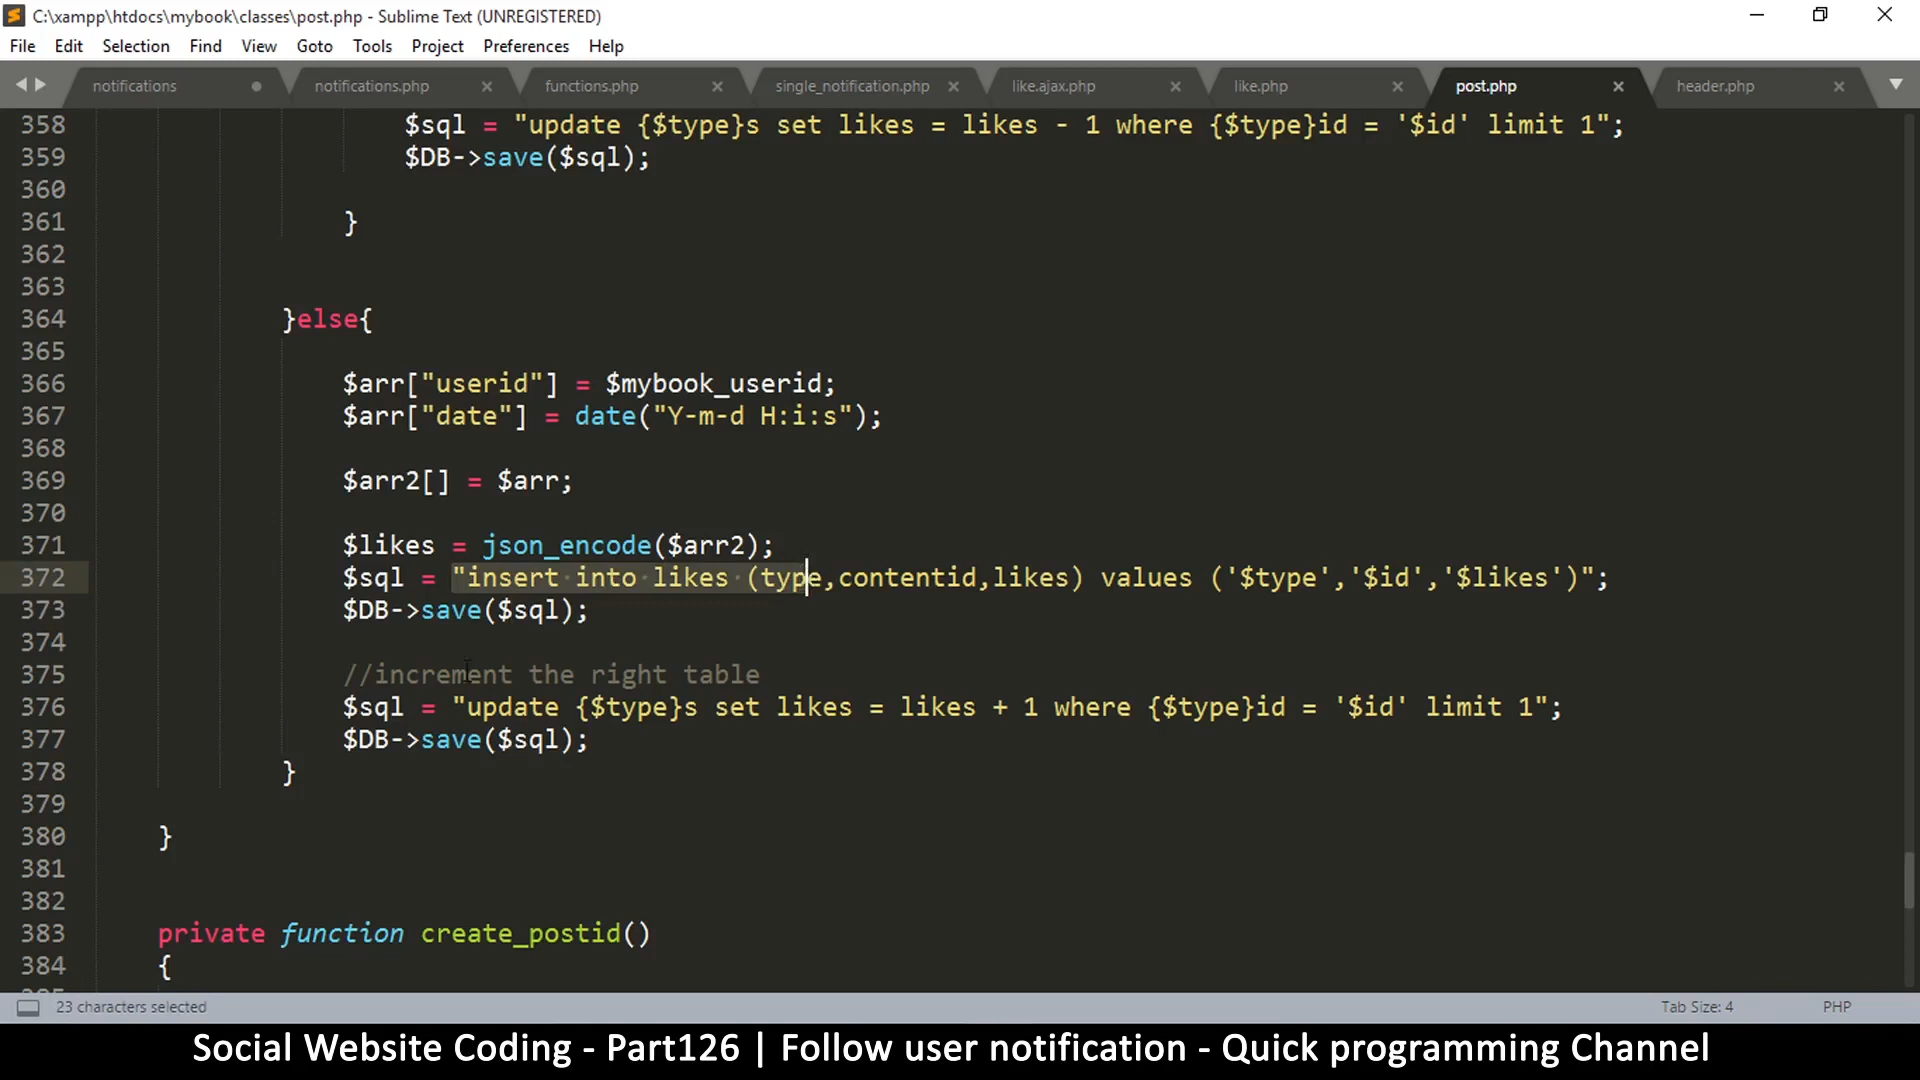 C:\xampp\htdocs\mybook\classes\post.php - Sublime Text (UNREGISTERED)
File Edit Selection Find View Goto Tools Project Preferences Help
notifications notifications.php functions.php single_notification.php like.ajax.php like.php post.php header.php
358 $sql = "update {$type}s set likes = likes - 1 where {$type}id = '$id' limit 1";
359 $DB->save($sql);
360
361 }
362
363
364 }else{
365
366 $arr["userid"] = $mybook_userid;
367 $arr["date"] = date("Y-m-d H:i:s");
368
369 $arr2[] = $arr;
370
371 $likes = json_encode($arr2);
372 $sql = "insert into likes (type,contentid,likes) values ('$type','$id','$likes')";
373 $DB->save($sql);
374
375 //increment the right table
376 $sql = "update {$type}s set likes = likes + 1 where {$type}id = '$id' limit 1";
377 $DB->save($sql);
378 }
379
380 }
381
382
383 private function create_postid()
384 {
23 characters selected Tab Size: 4 PHP
Social Website Coding - Part126 | Follow user notification - Quick programming Channel